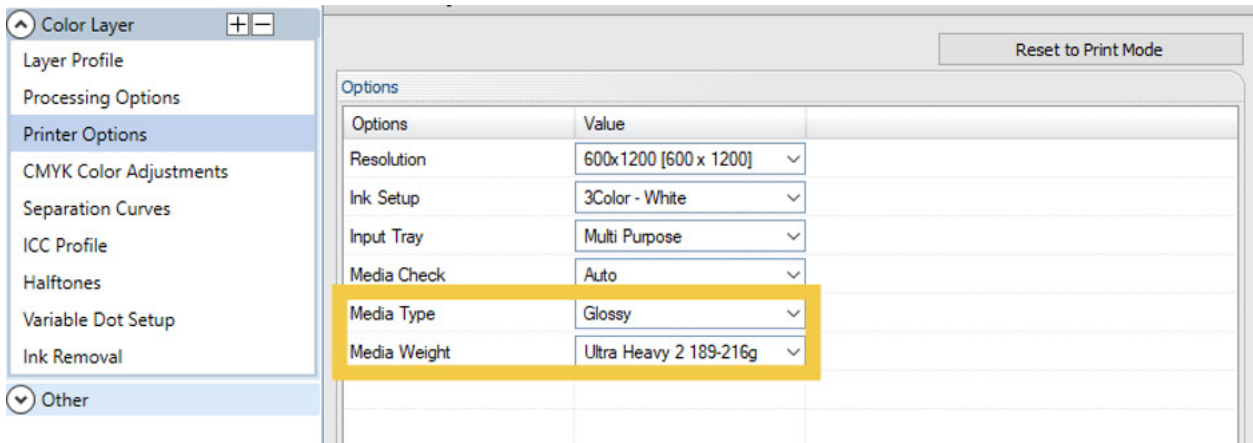 Color Layer
Layer Profile
Processing Options
Printer Options
CMYK Color Adjustments
Separation Curves
ICC Profile
Halftones
Variable Dot Setup
Ink Removal
Other
Reset to Print Mode
Options
Options Value
Resolution 600x1200 [600 x 1200]
Ink Setup 3Color - White
Input Tray Multi Purpose
Media Check Auto
Media Type Glossy
Media Weight Ultra Heavy 2 189-216g